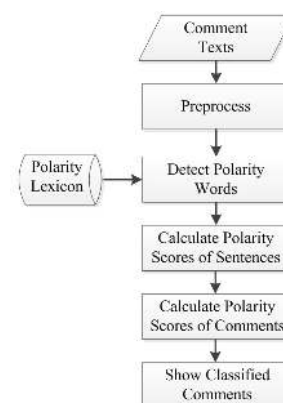 Comment
Texts
Preprocess
Polarity
Lexicon
Detect Polarity
Words
Calculate Polarity
Scores of Sentences
Calculate Polarity
Scores of Comments
Show Classified
Comments